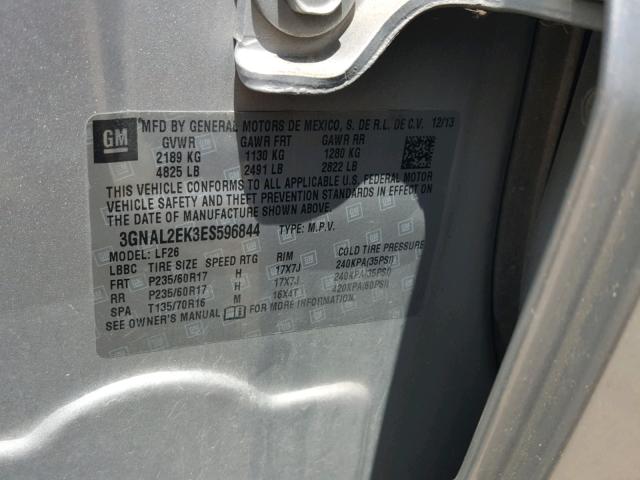 GM
MFD BY GENERAL MOTORS DE MEXICO, S. DE R.L. DE C.V. 12/13
GVWR GAWR FRT GAWR RR
2189 KG 1130 KG 1280 KG
4825 LB 2491 LB 2822 LB
THIS VEHICLE CONFORMS TO ALL APPLICABLE U.S. FEDERAL MOTOR
VEHICLE SAFETY AND THEFT PREVENTION STANDARDS IN EFFECT ON
THE DATE OF MANUFACTURE SHOWN ABOVE.
3GNAL2EK3ES596844 TYPE: M.P.V.
MODEL: LF26
LBBC TIRE SIZE SPEED RTG RIM COLD TIRE PRESSURE
FRT P235/60R17 H 17X7J 240KPA(35PSI)
RR P235/60R17 H 17X7J 240KPA(35PSI)
SPA T135/70R16 M 16X4T 420KPA(60PSI)
SEE OWNER'S MANUAL FOR MORE INFORMATION.